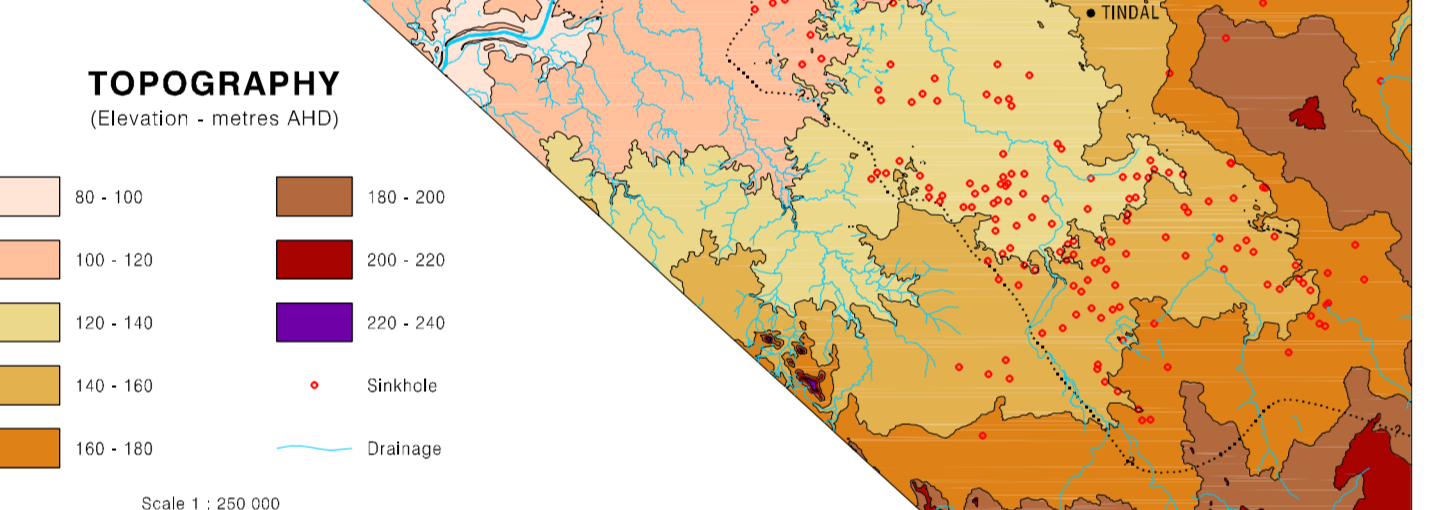 TOPOGRAPHY
(Elevation - metres AHD)
80 - 100
100 - 120
120 - 140
140 - 160
160 - 180
180 - 200
200 - 220
220 - 240
Sinkhole
Drainage
Scale 1 : 250 000
TINDAL
?
?